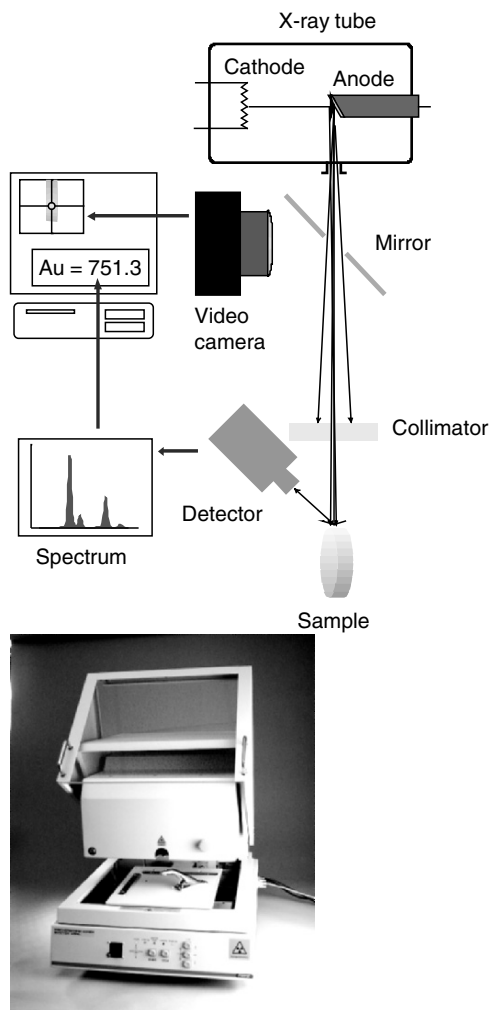 X-ray tube
Cathode
Anode
Mirror
Au = 751.3
Video
camera
Collimator
Detector
Spectrum
Sample